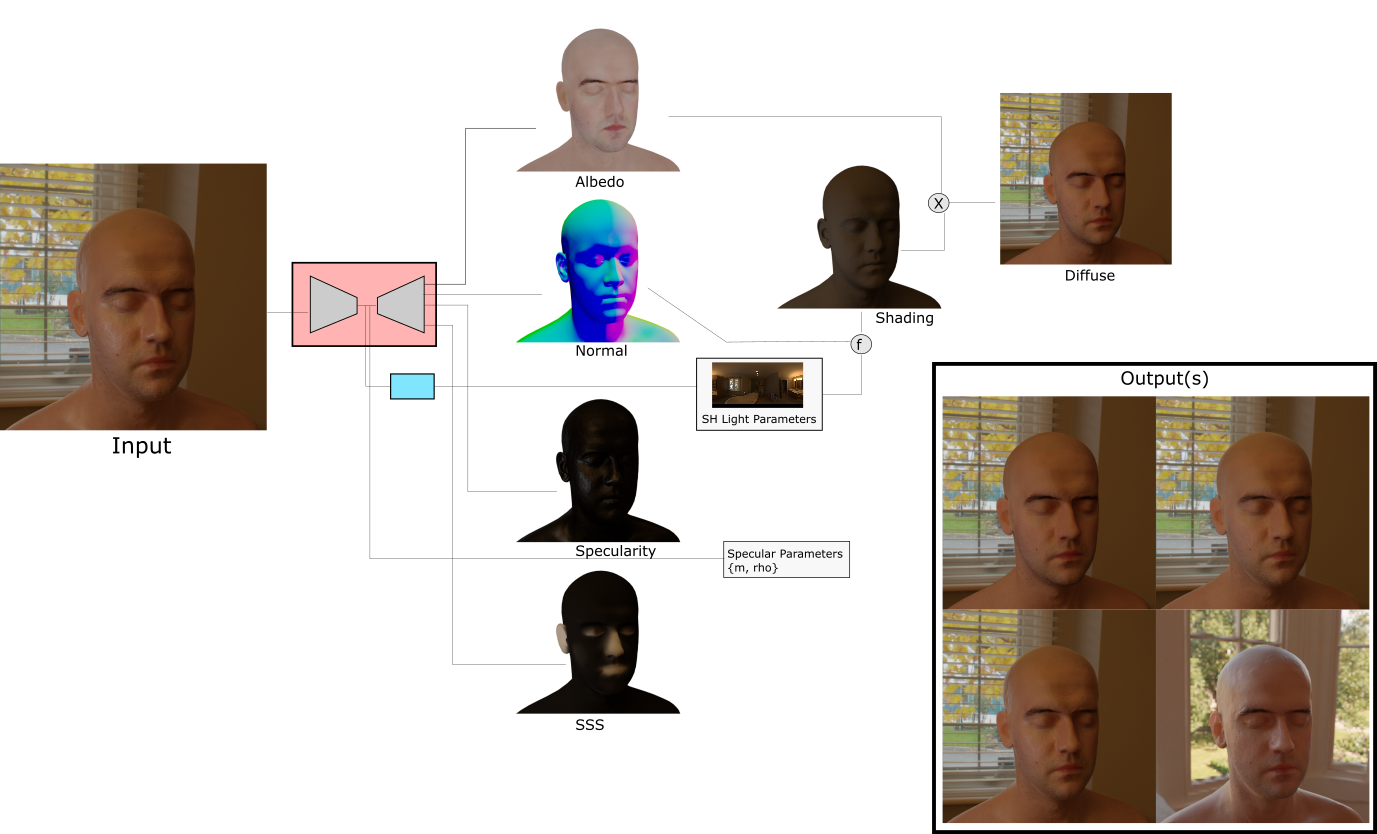 Input
Albedo
Normal
SH Light Parameters
Specularity
Specular Parameters
{m, rho}
SSS
Shading
f
X
Diffuse
Output(s)